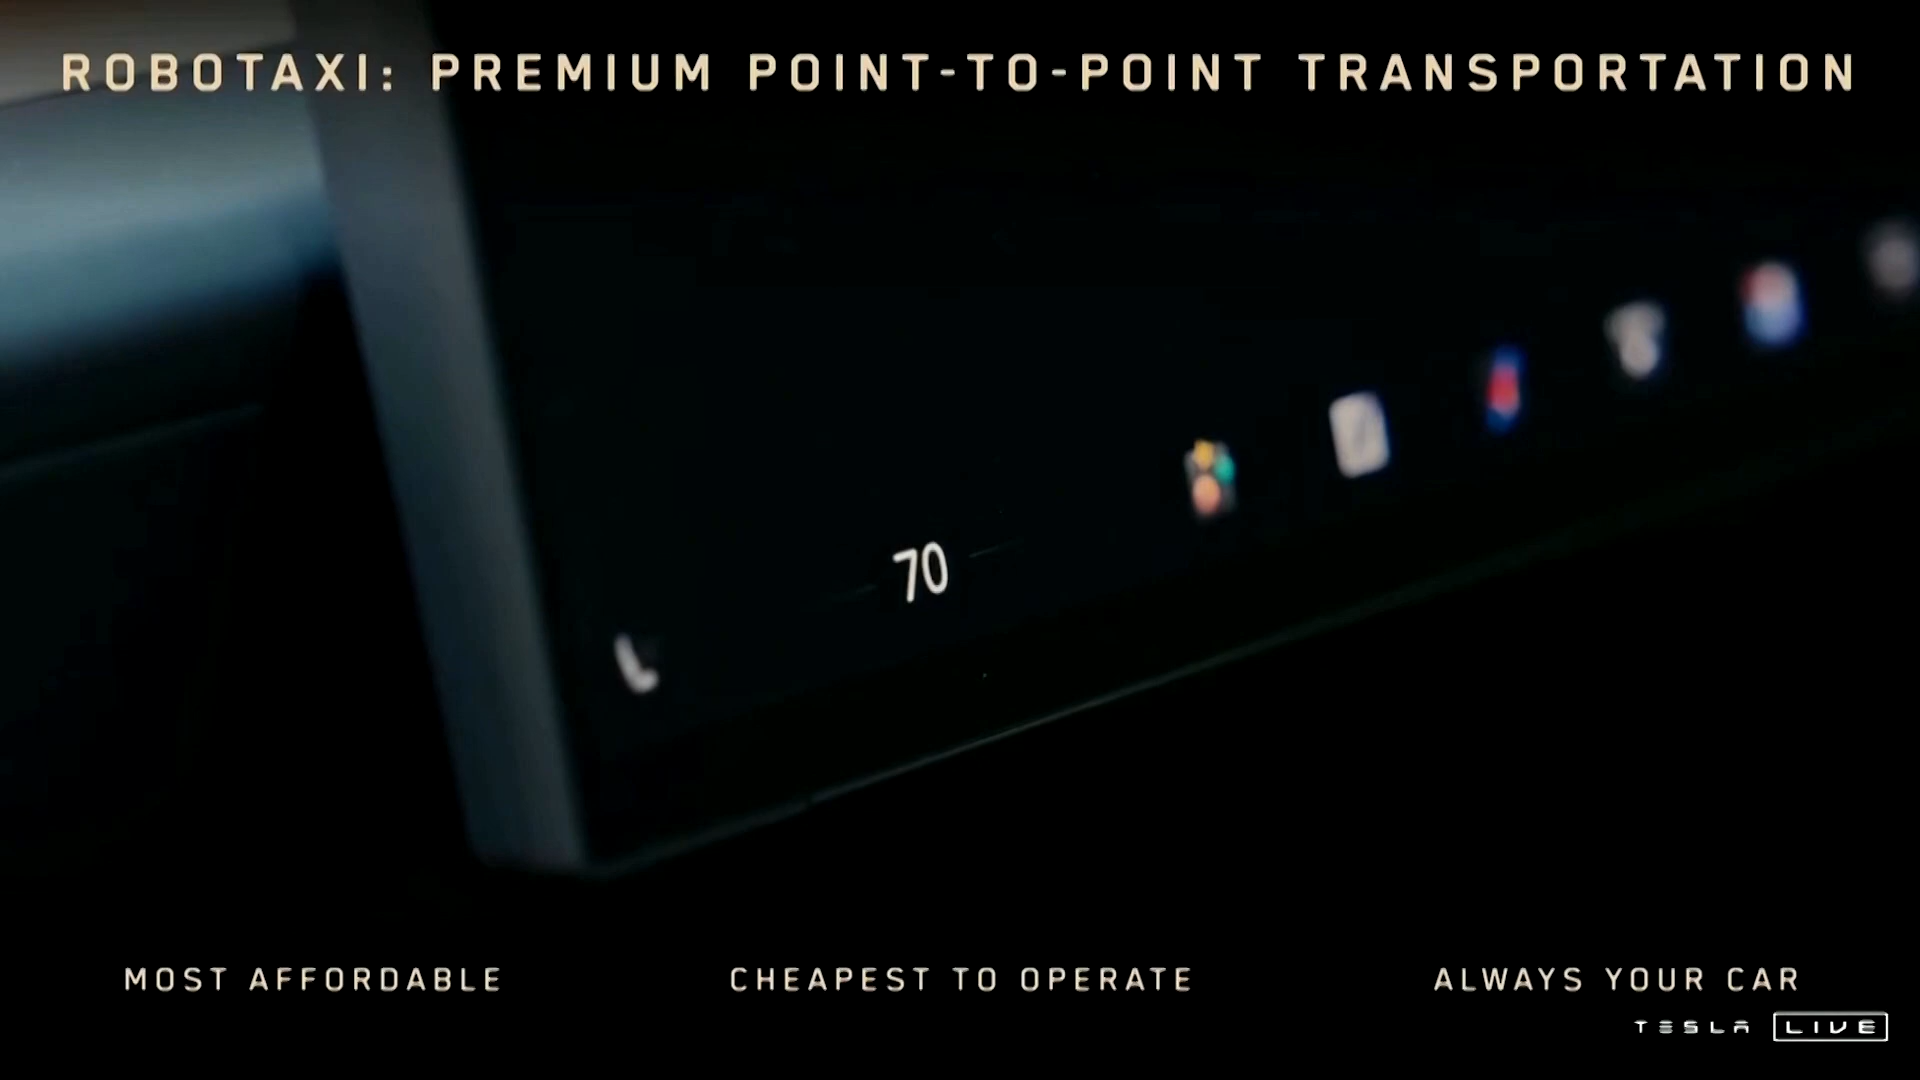 ROBOTAXI: PREMIUM POINT-TO-POINT TRANSPORTATION
70
MOST AFFORDABLE
CHEAPEST TO OPERATE
ALWAYS YOUR CAR
TESLA LIVE